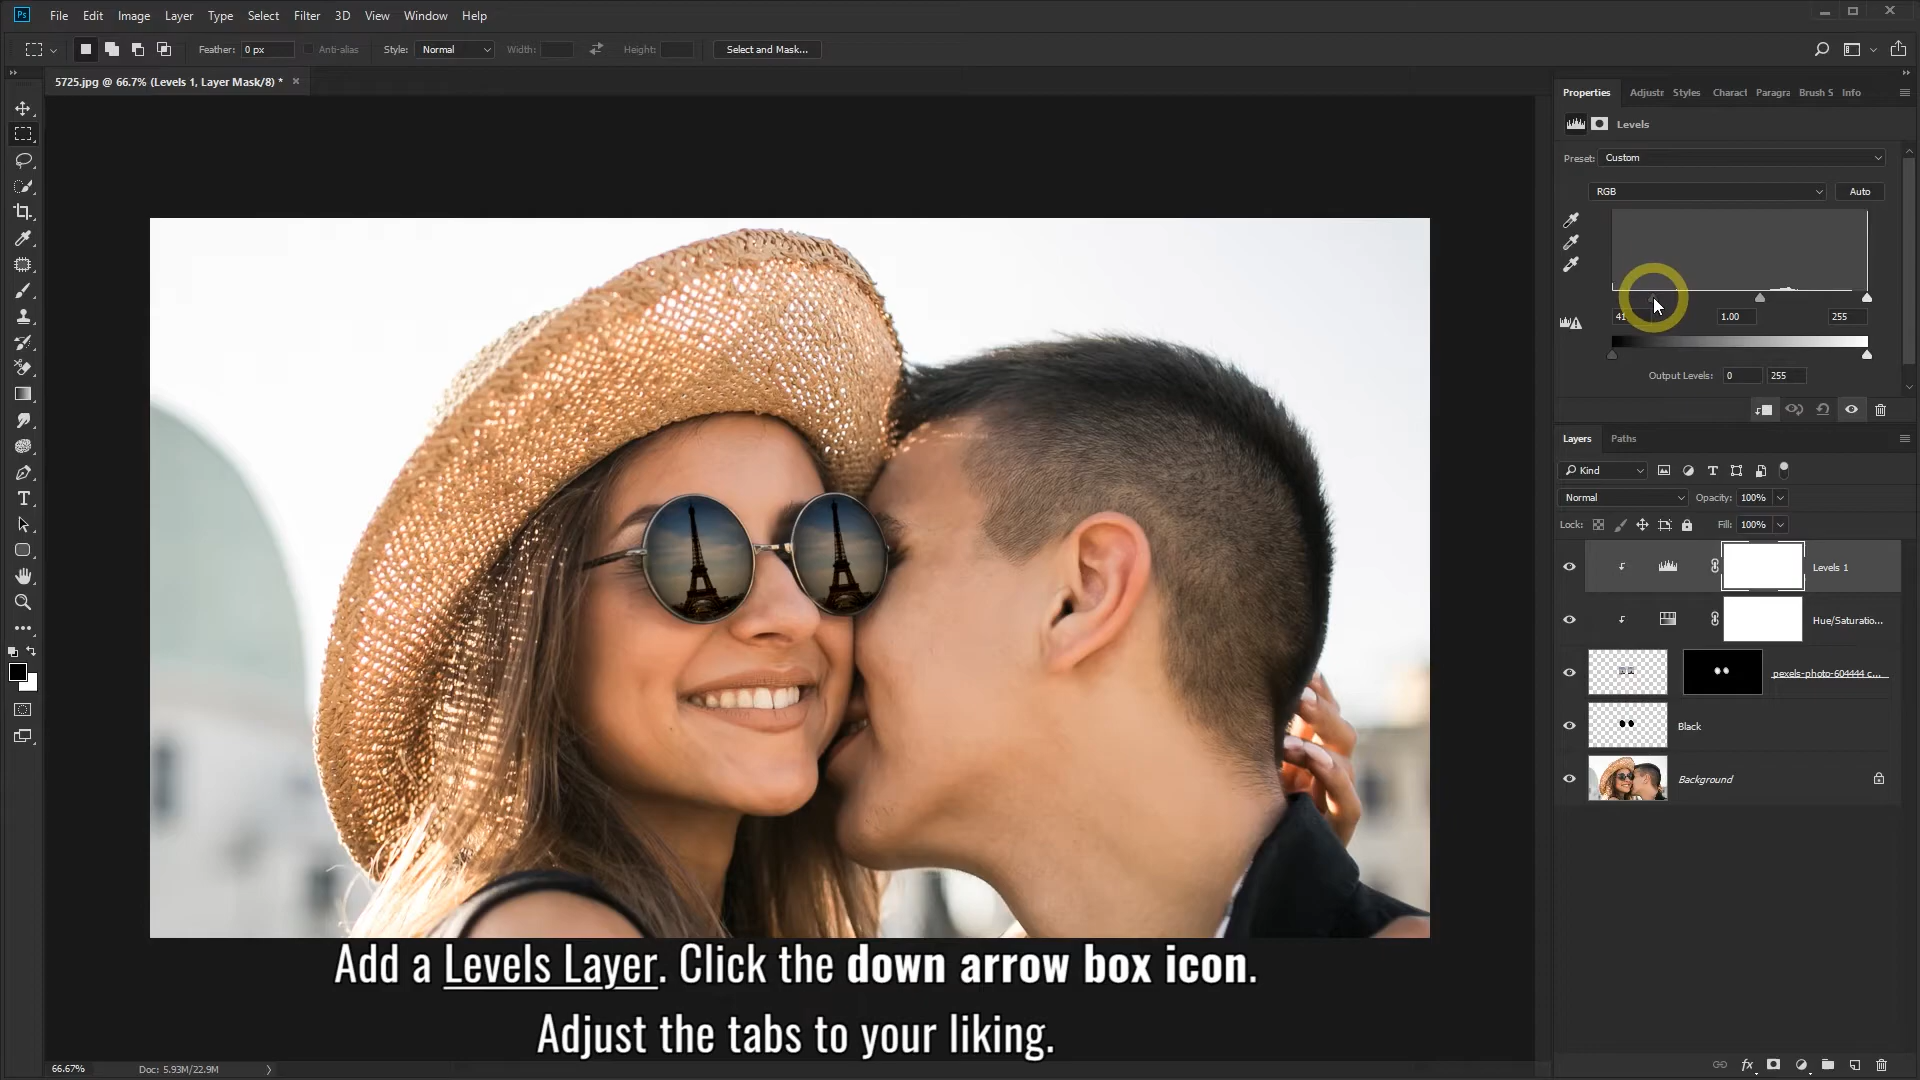 Ps File Edit Image Layer Type Select Filter 3D View Window Help
Feather: 0 px Anti-alias Style: Normal Width: Height: Select and Mask...
5725.jpg @ 66.7% (Levels 1, Layer Mask/8) *
Properties Adjustr Styles Charact Paragra Brush S Info
Levels
Preset: Custom
RGB Auto
41 1.00 255
Output Levels: 0 255
Layers Paths
Kind
Normal Opacity: 100%
Lock: Fill: 100%
Levels 1
Hue/Saturatio...
pexels-photo-604444 c...
Black
Background
Add a Levels Layer. Click the down arrow box icon.
Adjust the tabs to your liking.
66.67% Doc: 5.93M/22.9M
fx